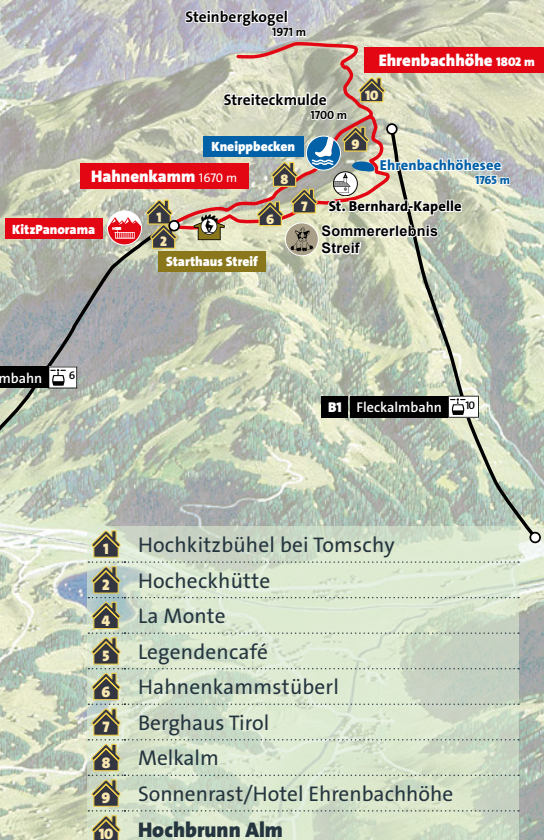 Steinbergkogel
1971 m
Ehrenbachhöhe 1802 m
10
Streiteckmulde
1700 m
Kneippbecken
9
Ehrenbachhöhesee
1765 m
Hahnenkamm 1670 m
8
St. Bernhard-Kapelle
7
6
1
KitzPanorama
2
Sommererlebnis
Streif
Starthaus Streif
mbahn 6
B1 Fleckalmbahn 10
1 Hochkitzbühel bei Tomschy
2 Hocheckhütte
4 La Monte
5 Legendencafé
6 Hahnenkammstüberl
7 Berghaus Tirol
8 Melkalm
9 Sonnenrast/Hotel Ehrenbachhöhe
10 Hochbrunn Alm